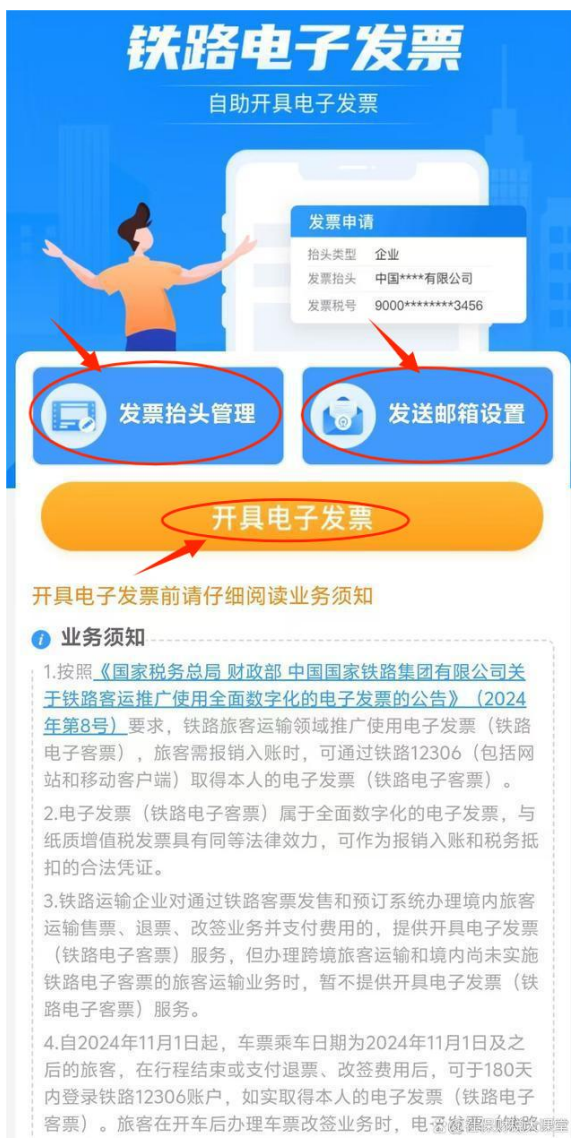 铁路电子发票
自助开具电子发票
发票申请
抬头类型 企业
发票抬头 中国****有限公司
发票税号 9000********3456
发票抬头管理
发送邮箱设置
开具电子发票
开具电子发票前请仔细阅读业务须知
业务须知
1.按照《国家税务总局 财政部 中国国家铁路集团有限公司关
于铁路客运推广使用全面数字化的电子发票的公告》（2024
年第8号）要求，铁路旅客运输领域推广使用电子发票（铁路
电子客票），旅客需报销入账时，可通过铁路12306（包括网
站和移动客户端）取得本人的电子发票（铁路电子客票）。
2.电子发票（铁路电子客票）属于全面数字化的电子发票，与
纸质增值税发票具有同等法律效力，可作为报销入账和税务抵
扣的合法凭证。
3.铁路运输企业对通过铁路客票发售和预订系统办理境内旅客
运输售票、退票、改签业务并支付费用的，提供开具电子发票
（铁路电子客票）服务，但办理跨境旅客运输和境内尚未实施
铁路电子客票的旅客运输业务时，暂不提供开具电子发票（铁
路电子客票）服务。
4.自2024年11月1日起，车票乘车日期为2024年11月1日及之
后的旅客，在行程结束或支付退票、改签费用后，可于180天
内登录铁路12306账户，如实取得本人的电子发票（铁路电子
客票）。旅客在开车后办理车票改签业务时，电子发票（铁路